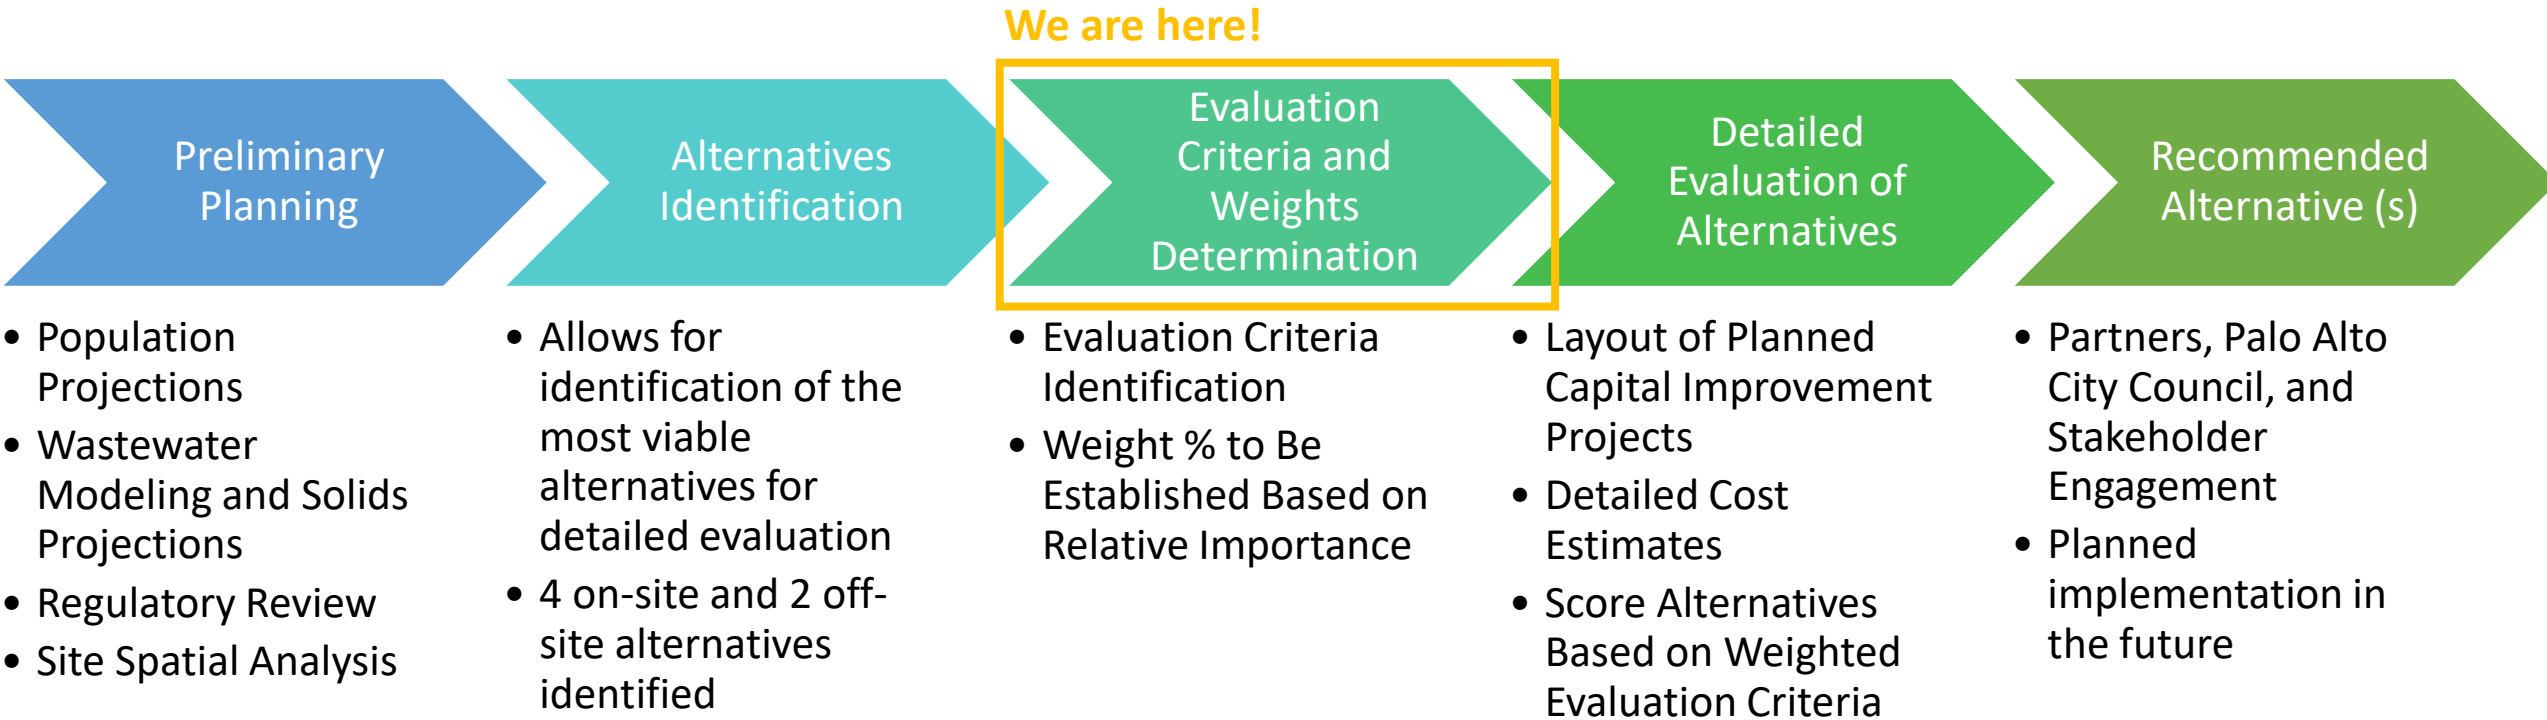 We are here!
Preliminary
Planning
Alternatives
Identification
Evaluation
Criteria and
Weights
Determination
Detailed
Evaluation of
Alternatives
Recommended
Alternative (s)
• Population
Projections
• Wastewater
Modeling and Solids
Projections
• Regulatory Review
• Site Spatial Analysis
• Allows for
identification of the
most viable
alternatives for
detailed evaluation
• 4 on-site and 2 off-
site alternatives
identified
• Evaluation Criteria
Identification
• Weight % to Be
Established Based on
Relative Importance
• Layout of Planned
Capital Improvement
Projects
• Detailed Cost
Estimates
• Score Alternatives
Based on Weighted
Evaluation Criteria
• Partners, Palo Alto
City Council, and
Stakeholder
Engagement
• Planned
implementation in
the future